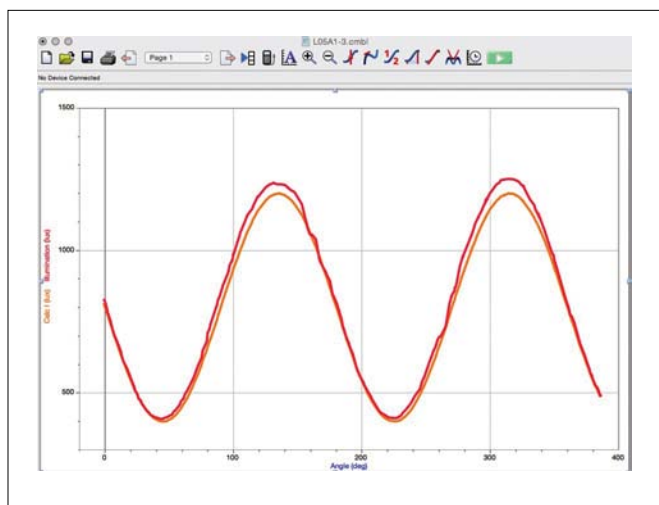 L05A1-3.cmbl
Page 1
No Device Connected
1500
1000
500
Illumination (lux)
Calc I (lux)
0 100 200 300 400
Angle (deg)